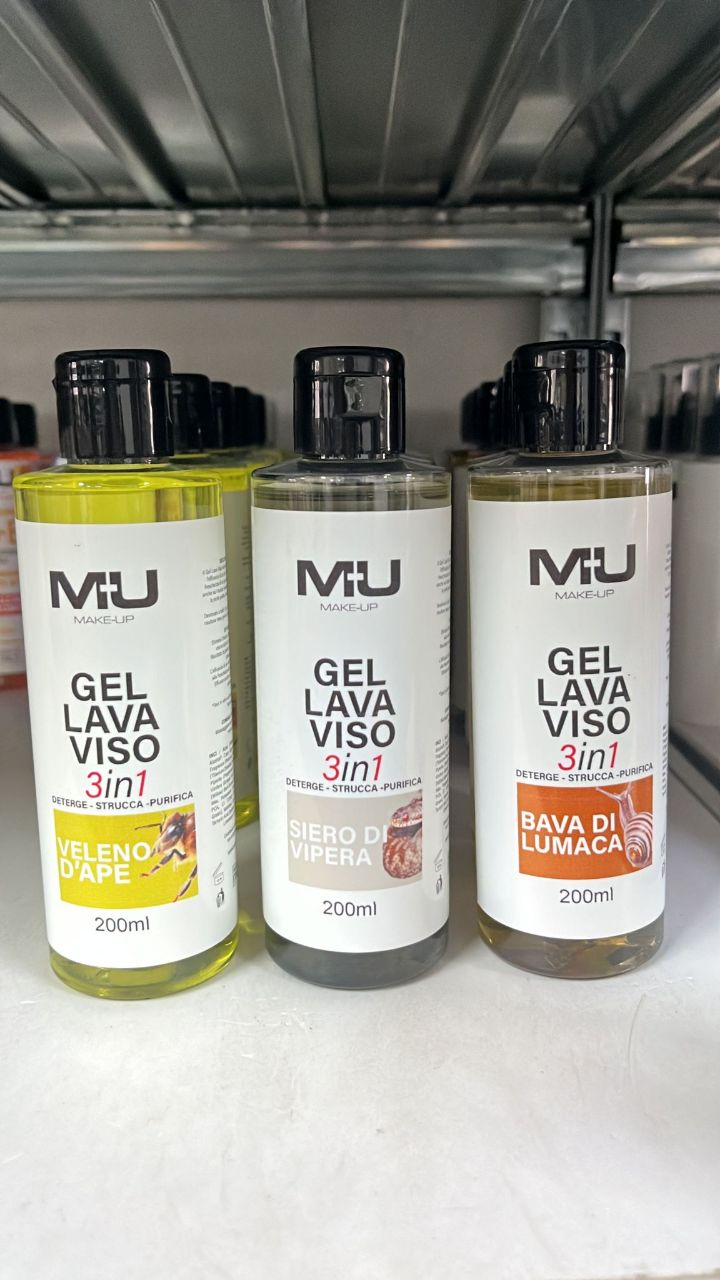 M+U
MAKE-UP
GEL
LAVA
VISO
3in1
DETERGE - STRUCCA -PURIFICA
VELENO
D'APE
200ml
M+U
MAKE-UP
GEL
LAVA
VISO
3in1
DETERGE - STRUCCA -PURIFICA
SIERO DI
VIPERA
200ml
M+U
MAKE-UP
GEL
LAVA
VISO
3in1
DETERGE - STRUCCA -PURIFICA
BAVA DI
LUMACA
200ml